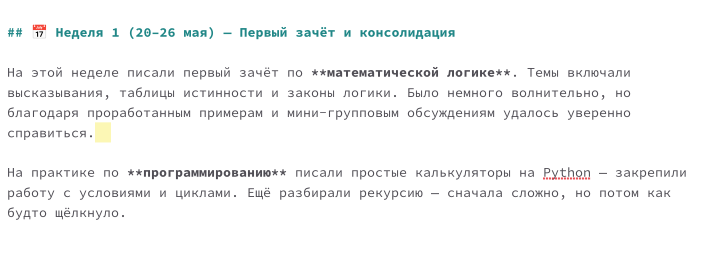 ## 📅 Неделя 1 (20–26 мая) — Первый зачёт и консолидация
На этой неделе писали первый зачёт по **математической логике**. Темы включали
высказывания, таблицы истинности и законы логики. Было немного волнительно, но
благодаря проработанным примерам и мини-групповым обсуждениям удалось уверенно
справиться.
На практике по **программированию** писали простые калькуляторы на Python — закрепили
работу с условиями и циклами. Ещё разбирали рекурсию — сначала сложно, но потом как
будто щёлкнуло.